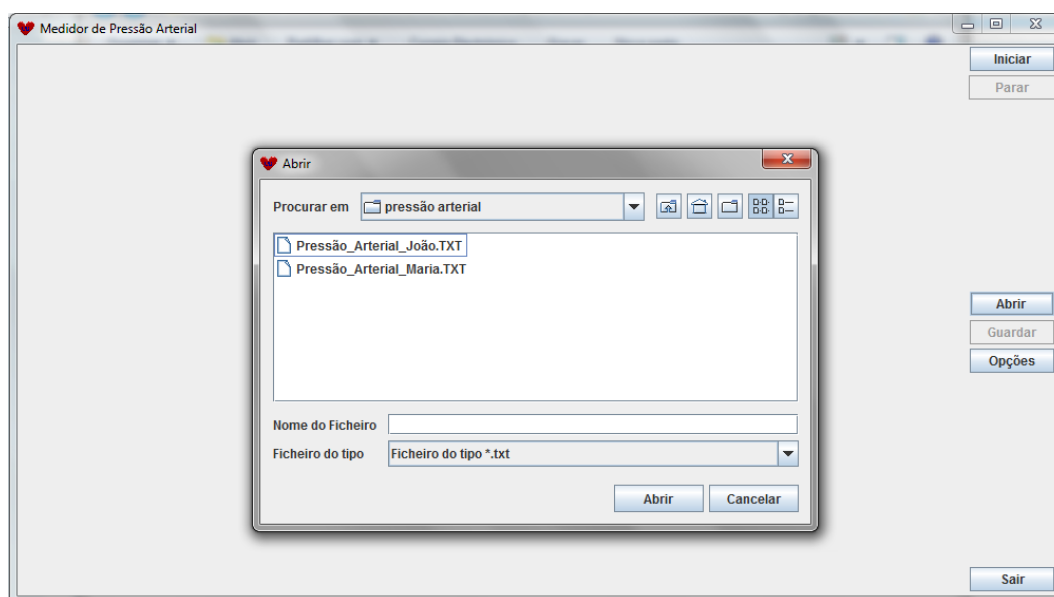 Medidor de Pressão Arterial
Iniciar
Parar
Abrir
Procurar em pressão arterial
Pressão_Arterial_João.TXT
Pressão_Arterial_Maria.TXT
Abrir
Guardar
Opções
Nome do Ficheiro
Ficheiro do tipo Ficheiro do tipo *.txt
Abrir Cancelar
Sair